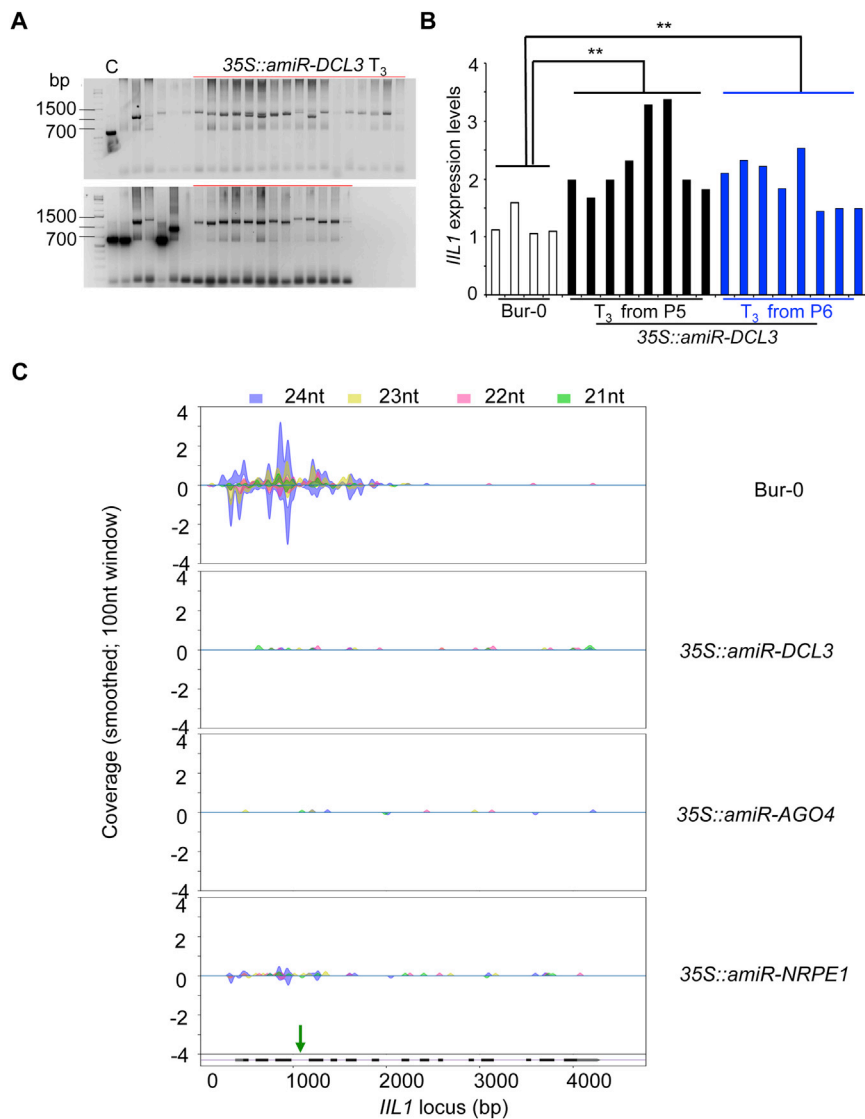 A
C
35S::amiR-DCL3 T3
bp
1500
700
1500
700
B
**
**
IIL1 expression levels
4
3
2
1
0
Bur-0
T3 from P5
T3 from P6
35S::amiR-DCL3
C
24nt 23nt 22nt 21nt
Coverage (smoothed; 100nt window)
4
2
0
-2
-4
Bur-0
4
2
0
-2
-4
35S::amiR-DCL3
4
2
0
-2
-4
35S::amiR-AGO4
2
0
-2
-4
35S::amiR-NRPE1
0 1000 2000 3000 4000
IIL1 locus (bp)